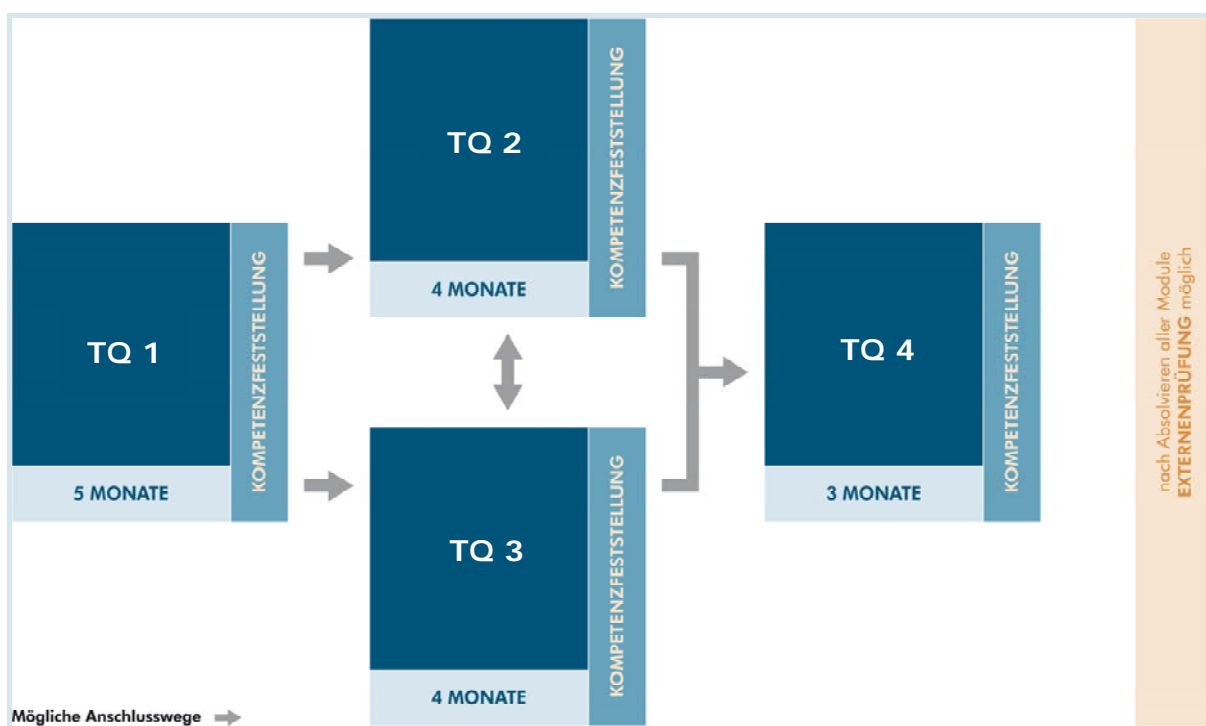 TQ 1
5 MONATE
KOMPETENZFESTSTELLUNG
TQ 2
4 MONATE
KOMPETENZFESTSTELLUNG
TQ 3
4 MONATE
KOMPETENZFESTSTELLUNG
TQ 4
3 MONATE
KOMPETENZFESTSTELLUNG
nach Absolvieren aller Module
EXTERNENPRÜFUNG möglich
Mögliche Anschlusswege